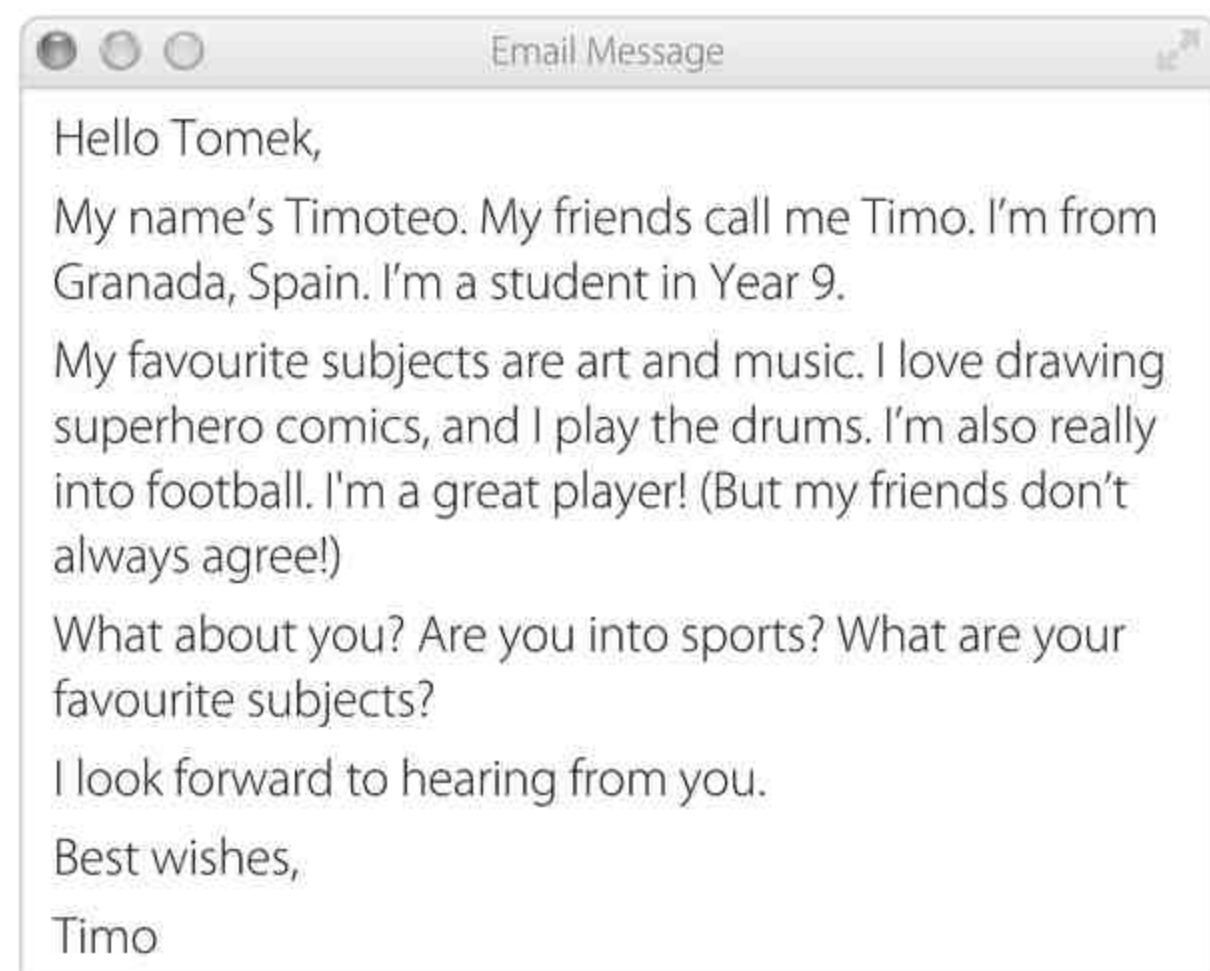 Email Message
Hello Tomek,
My name’s Timoteo. My friends call me Timo. I’m from
Granada, Spain. I’m a student in Year 9.
My favourite subjects are art and music. I love drawing
superhero comics, and I play the drums. I’m also really
into football. I'm a great player! (But my friends don’t
always agree!)
What about you? Are you into sports? What are your
favourite subjects?
I look forward to hearing from you.
Best wishes,
Timo